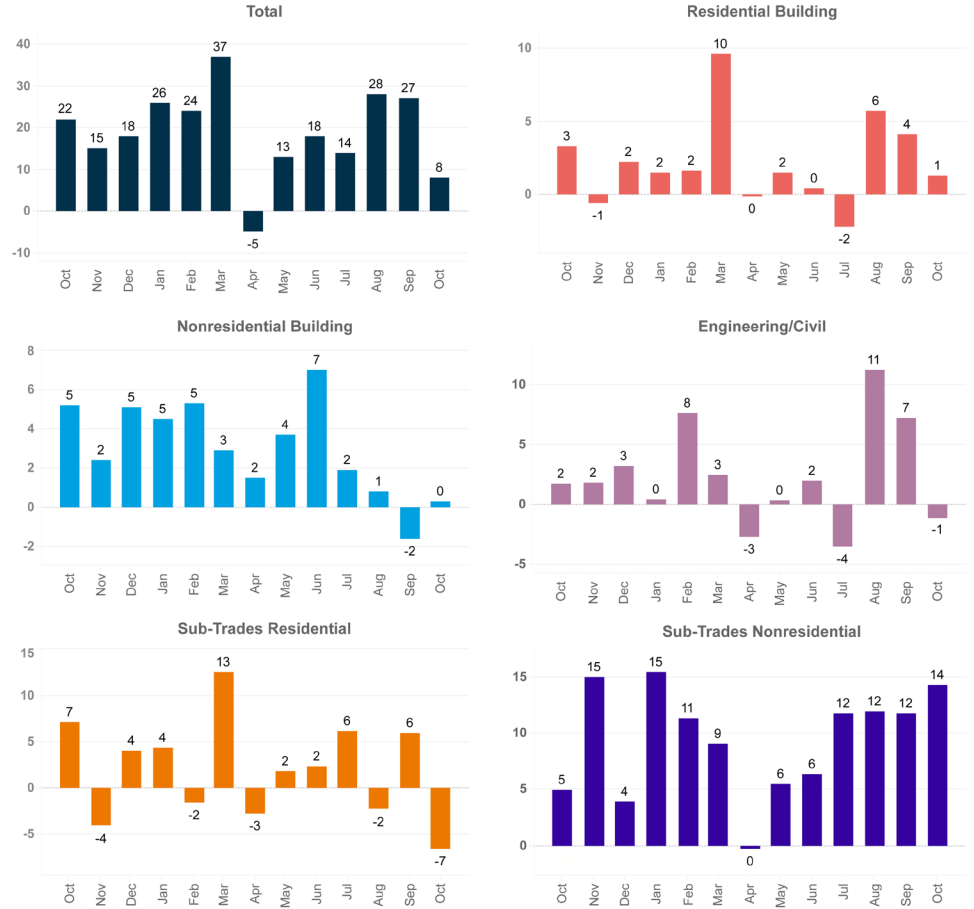 Total
40
30
20
10
0
-10
22
15
18
26
24
37
-5
13
18
14
28
27
8
Oct
Nov
Dec
Jan
Feb
Mar
Apr
May
Jun
Jul
Aug
Sep
Oct
Residential Building
10
5
0
3
-1
2
2
2
10
0
2
0
-2
6
4
1
Oct
Nov
Dec
Jan
Feb
Mar
Apr
May
Jun
Jul
Aug
Sep
Oct
Nonresidential Building
8
6
4
2
0
-2
5
2
5
5
5
3
2
4
7
2
1
-2
0
Oct
Nov
Dec
Jan
Feb
Mar
Apr
May
Jun
Jul
Aug
Sep
Oct
Engineering/Civil
10
5
0
-5
2
2
3
0
8
3
-3
0
2
-4
11
7
-1
Oct
Nov
Dec
Jan
Feb
Mar
Apr
May
Jun
Jul
Aug
Sep
Oct
Sub-Trades Residential
15
10
5
0
-5
7
-4
4
4
-2
13
-3
2
2
6
-2
6
-7
Oct
Nov
Dec
Jan
Feb
Mar
Apr
May
Jun
Jul
Aug
Sep
Oct
Sub-Trades Nonresidential
15
10
5
0
5
15
4
15
11
9
0
6
6
12
12
12
14
Oct
Nov
Dec
Jan
Feb
Mar
Apr
May
Jun
Jul
Aug
Sep
Oct